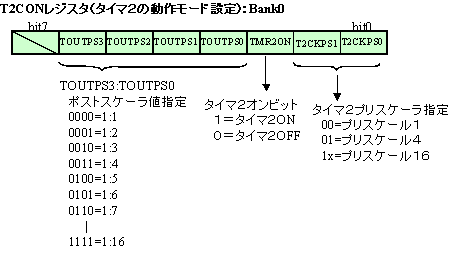 T2CONレジスタ(タイマ2の動作モード設定):Bank0
bit7 bit0
TOUTPS3 TOUTPS2 TOUTPS1 TOUTPS0 TMR2ON T2CKPS1 T2CKPS0
TOUTPS3:TOUTPS0
ポストスケーラ値指定
0000=1:1
0001=1:2
0010=1:3
0011=1:4
0100=1:5
0101=1:6
0110=1:7
|
1111=1:16
タイマ2オンビット
1=タイマ2ON
0=タイマ2OFF
タイマ2プリスケーラ指定
00=プリスケール1
01=プリスケール4
1x=プリスケール16